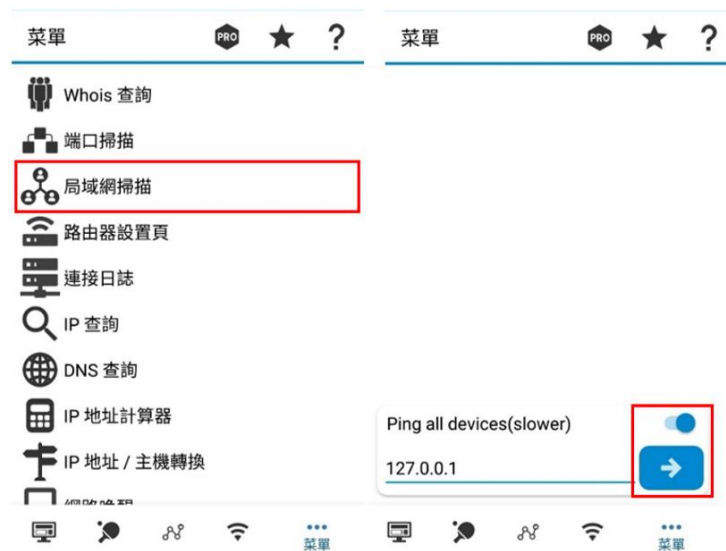 菜單
PRO
?
Whois 查詢
端口掃描
局域網掃描
路由器設置頁
連接日誌
IP 查詢
DNS 查詢
IP 地址計算器
IP 地址 / 主機轉換
菜單
菜單
PRO
?
Ping all devices(slower)
127.0.0.1
菜單